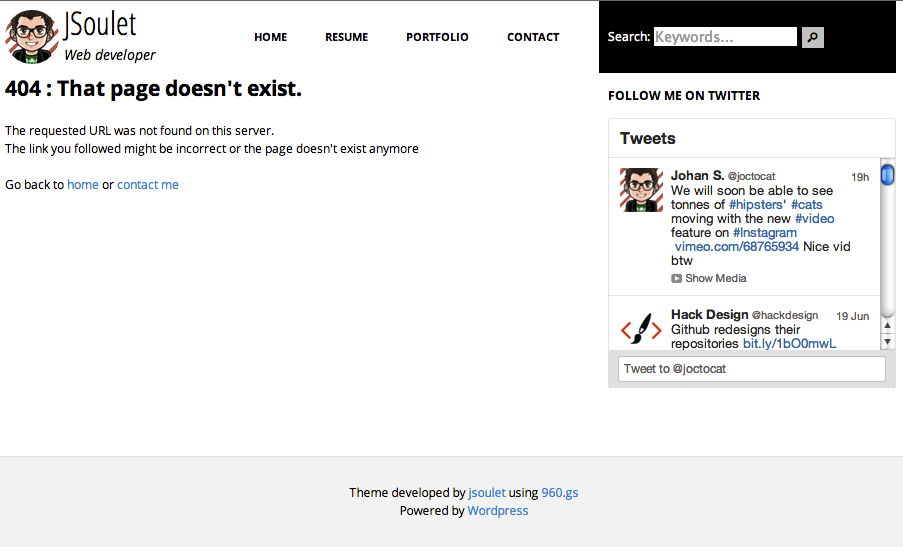 JSoulet
Web developer
HOME RESUME PORTFOLIO CONTACT
Search: Keywords...
404 : That page doesn't exist.
The requested URL was not found on this server.
The link you followed might be incorrect or the page doesn't exist anymore
Go back to home or contact me
FOLLOW ME ON TWITTER
Tweets
Johan S. @joctocat 19h
We will soon be able to see
tonnes of #hipsters' #cats
moving with the new #video
feature on #Instagram
vimeo.com/68765934 Nice vid
btw
Show Media
Hack Design @hackdesign 19 Jun
Github redesigns their
repositories bit.ly/1bO0mwL
Tweet to @joctocat
Theme developed by jsoulet using 960.gs
Powered by Wordpress